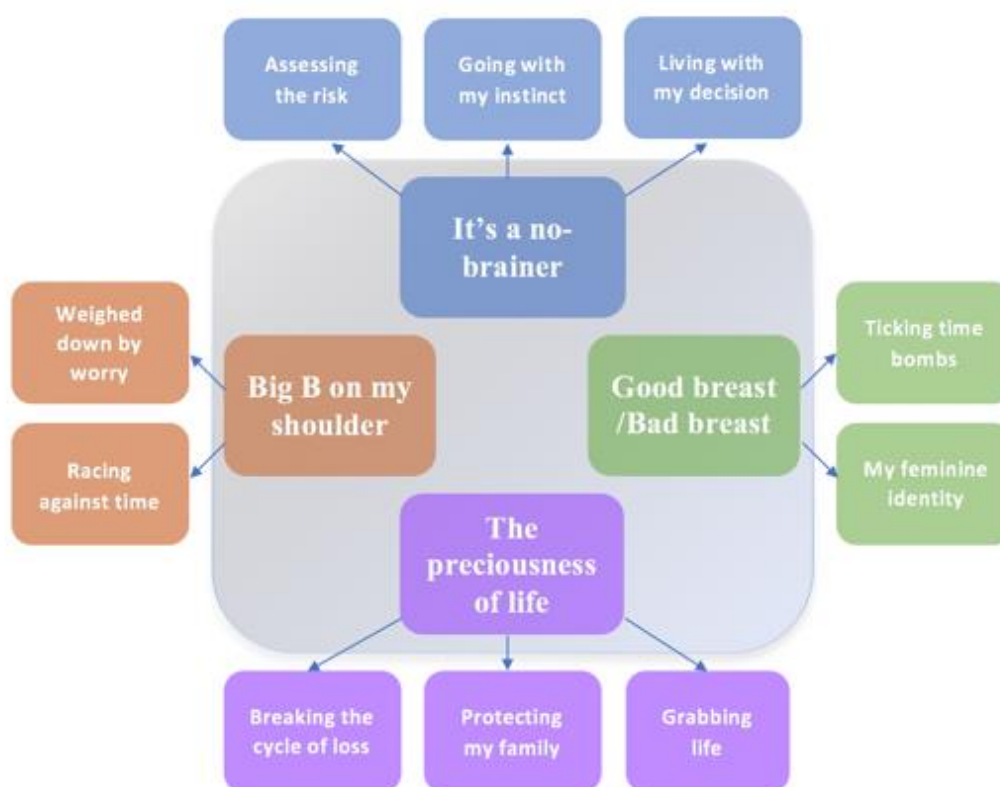 Assessing
the risk
Going with
my instinct
Living with
my decision
It's a no-
brainer
Weighed
down by
worry
Racing
against time
Big B on my
shoulder
Good breast
/Bad breast
Ticking time
bombs
My feminine
identity
The
preciousness
of life
Breaking the
cycle of loss
Protecting
my family
Grabbing
life